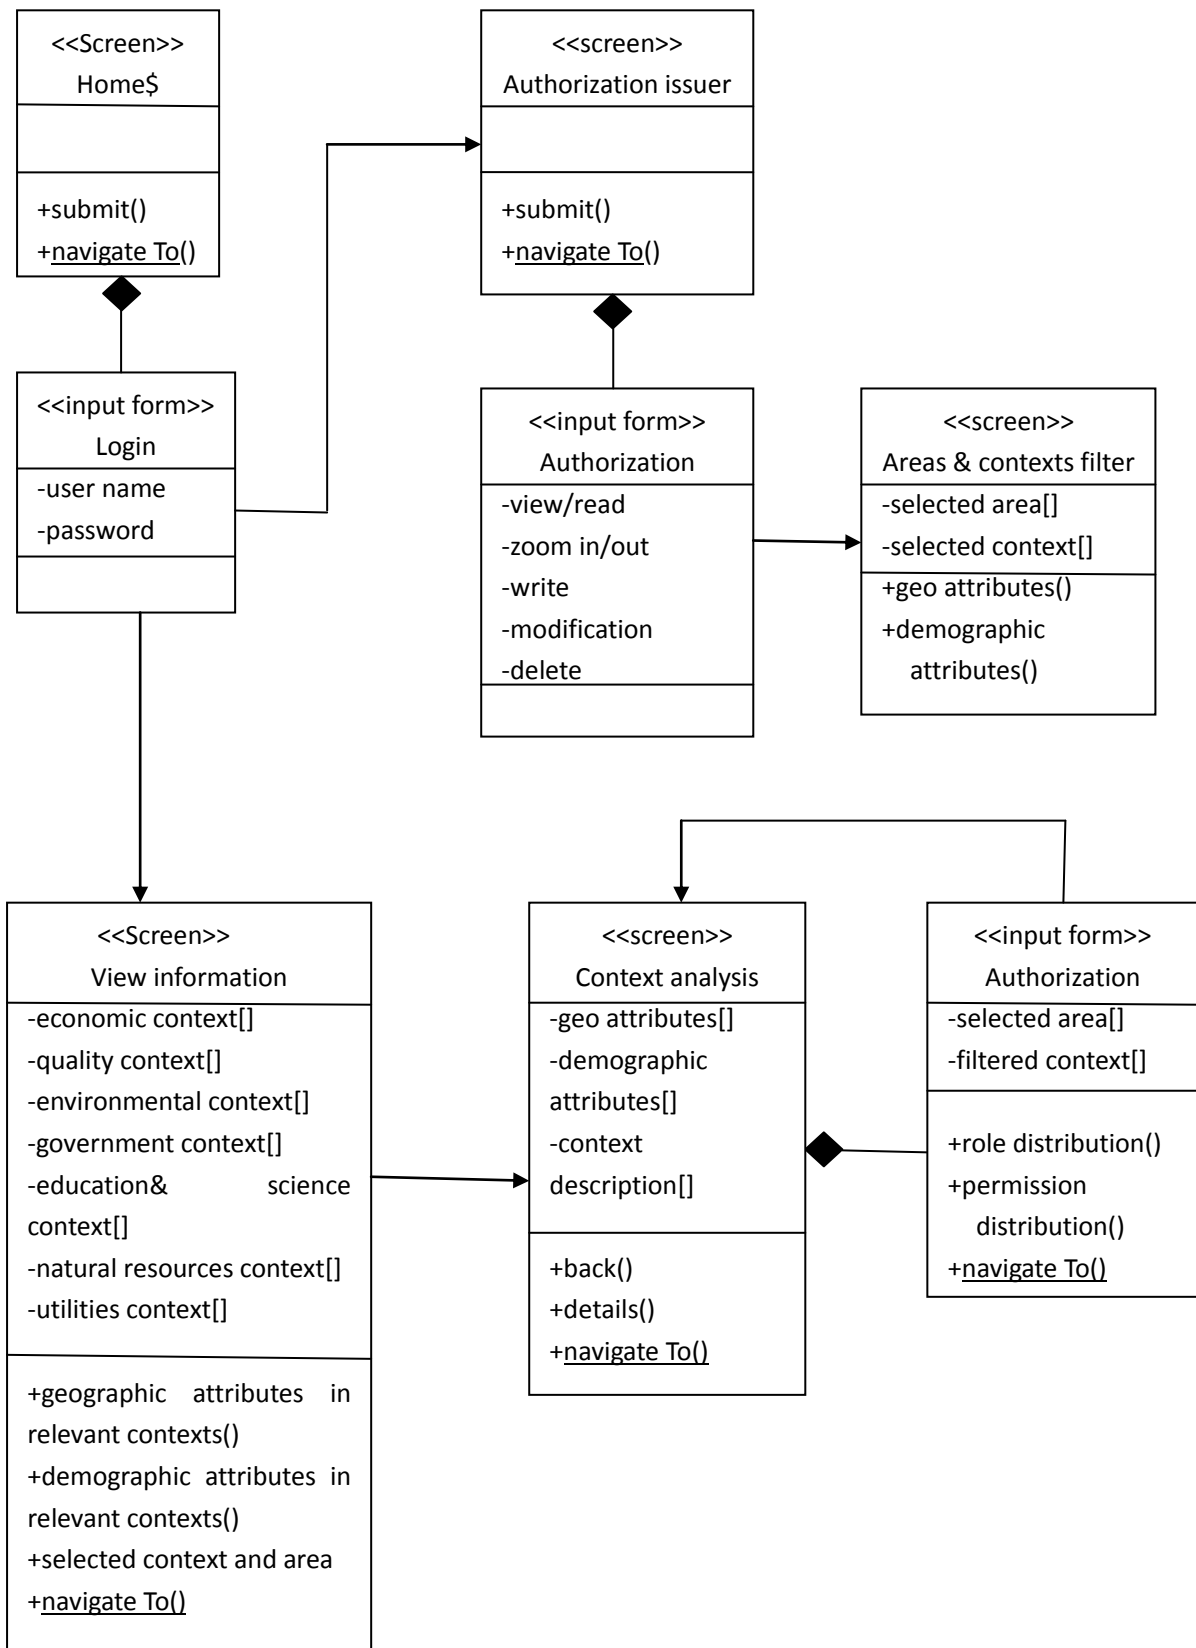 <<Screen>>
Home$
+submit()
+navigate To()
<<screen>>
Authorization issuer
+submit()
+navigate To()
<<input form>>
Login
-user name
-password
<<input form>>
Authorization
-view/read
-zoom in/out
-write
-modification
-delete
<<screen>>
Areas & contexts filter
-selected area[]
-selected context[]
+geo attributes()
+demographic
attributes()
<<Screen>>
View information
-economic context[]
-quality context[]
-environmental context[]
-government context[]
-education& science
context[]
-natural resources context[]
-utilities context[]
+geographic attributes in
relevant contexts()
+demographic attributes in
relevant contexts()
+selected context and area
+navigate To()
<<screen>>
Context analysis
-geo attributes[]
-demographic
attributes[]
-context
description[]
+back()
+details()
+navigate To()
<<input form>>
Authorization
-selected area[]
-filtered context[]
+role distribution()
+permission
distribution()
+navigate To()